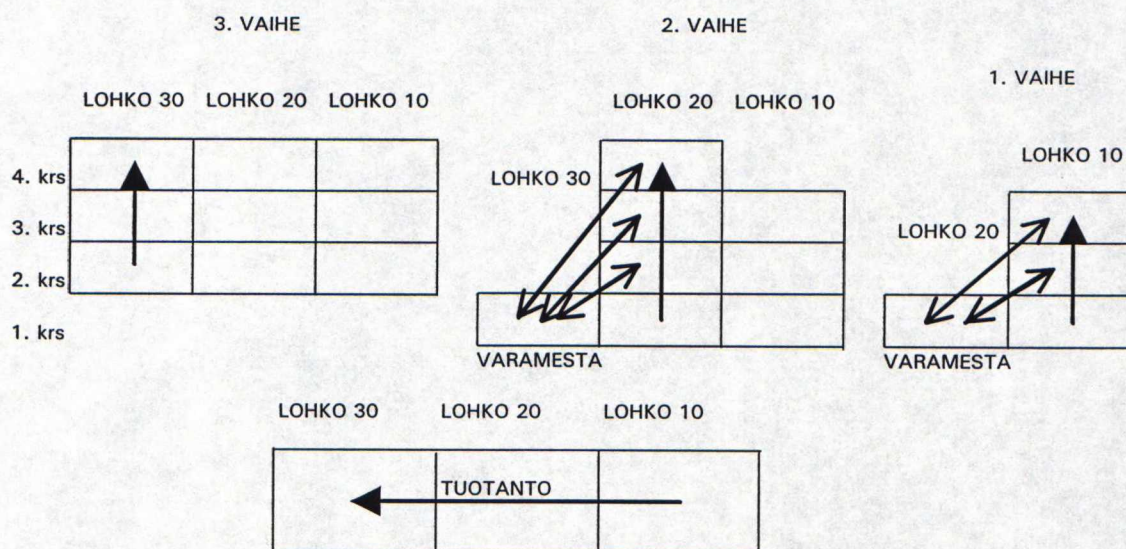 3. VAIHE
2. VAIHE
1. VAIHE
LOHKO 30 LOHKO 20 LOHKO 10
LOHKO 20 LOHKO 10
LOHKO 10
4. krs
LOHKO 30
3. krs
LOHKO 20
2. krs
1. krs
VARAMESTA
VARAMESTA
LOHKO 30 LOHKO 20 LOHKO 10
TUOTANTO